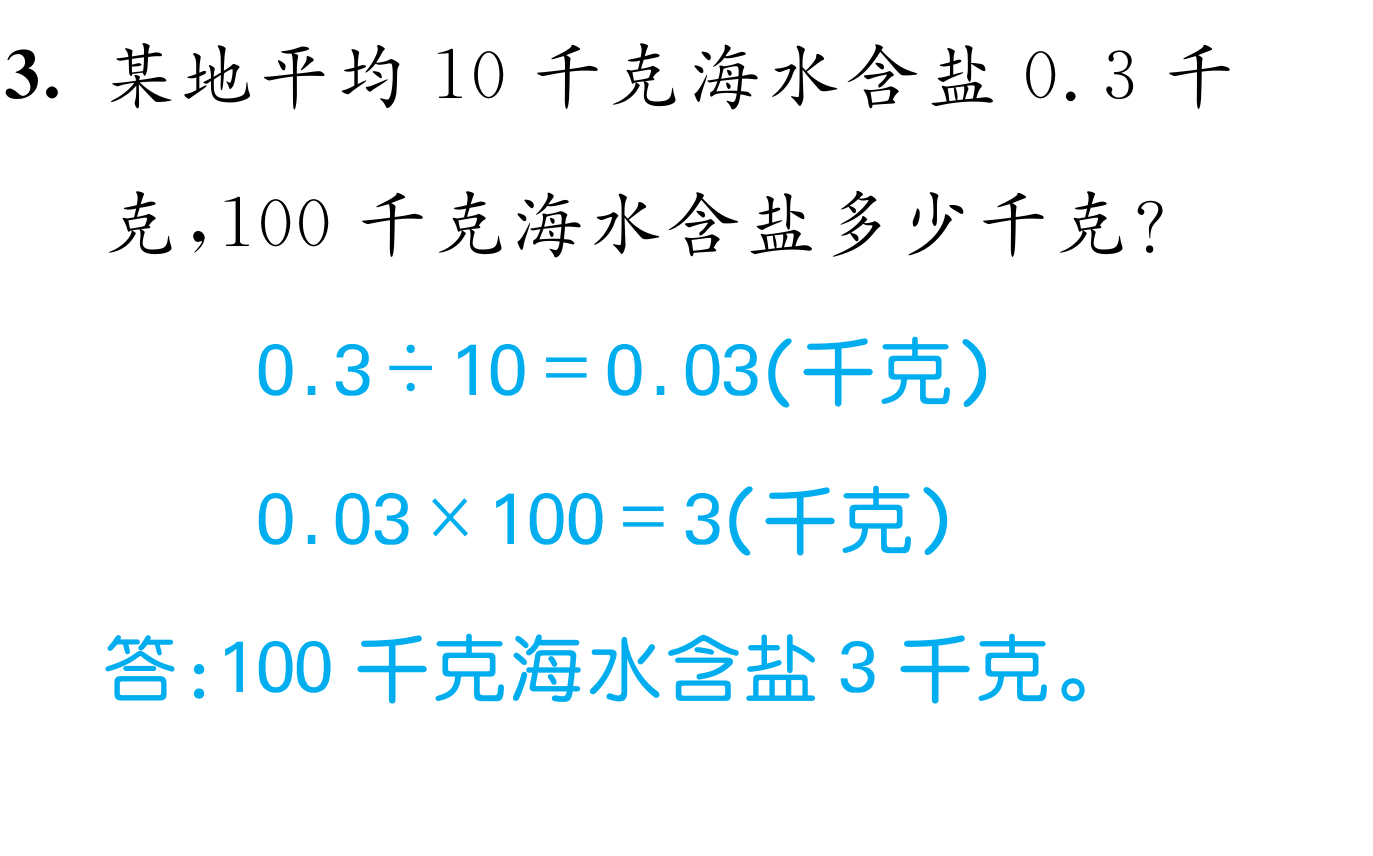 3. 某地平均 10 千克海水含盐 0.3 千
克,100 千克海水含盐多少千克?
0.3÷10=0.03(千克)
0.03×100=3(千克)
答:100 千克海水含盐 3 千克。